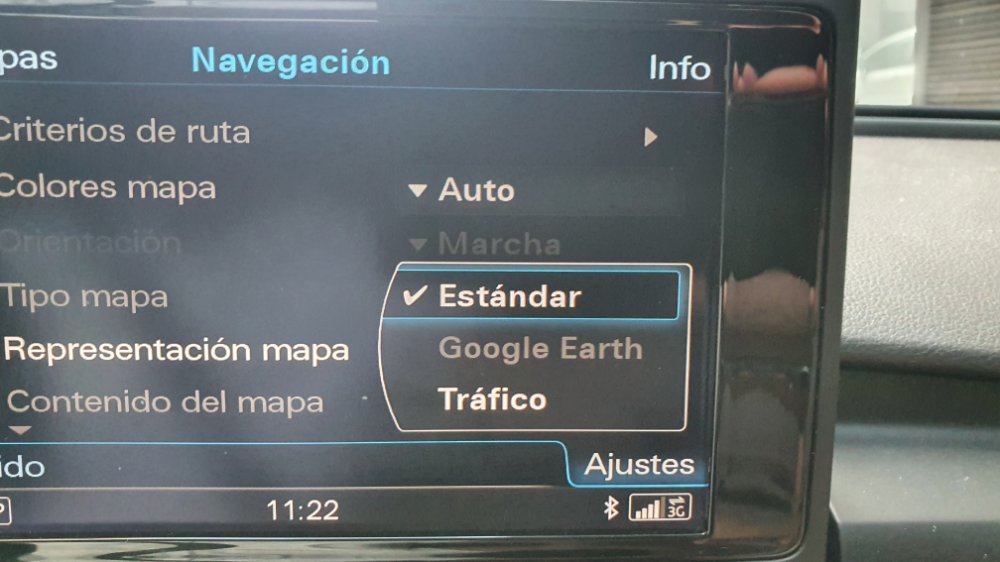 pas Navegación Info
Criterios de ruta
Colores mapa Auto
Orientación Marcha
Tipo mapa Estándar
Representación mapa Google Earth
Contenido del mapa Tráfico
ido Ajustes
P 11:22 3G